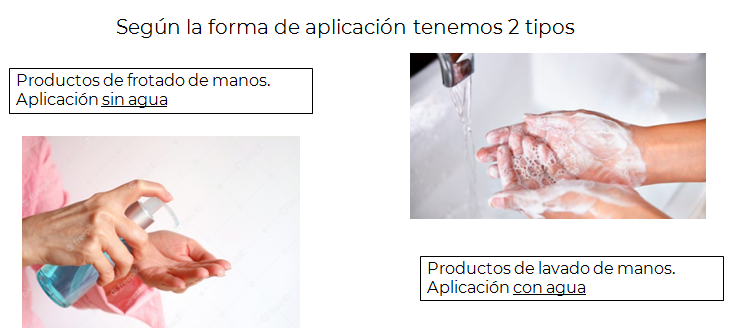 Según la forma de aplicación tenemos 2 tipos
Productos de frotado de manos.
Aplicación sin agua
Productos de lavado de manos.
Aplicación con agua